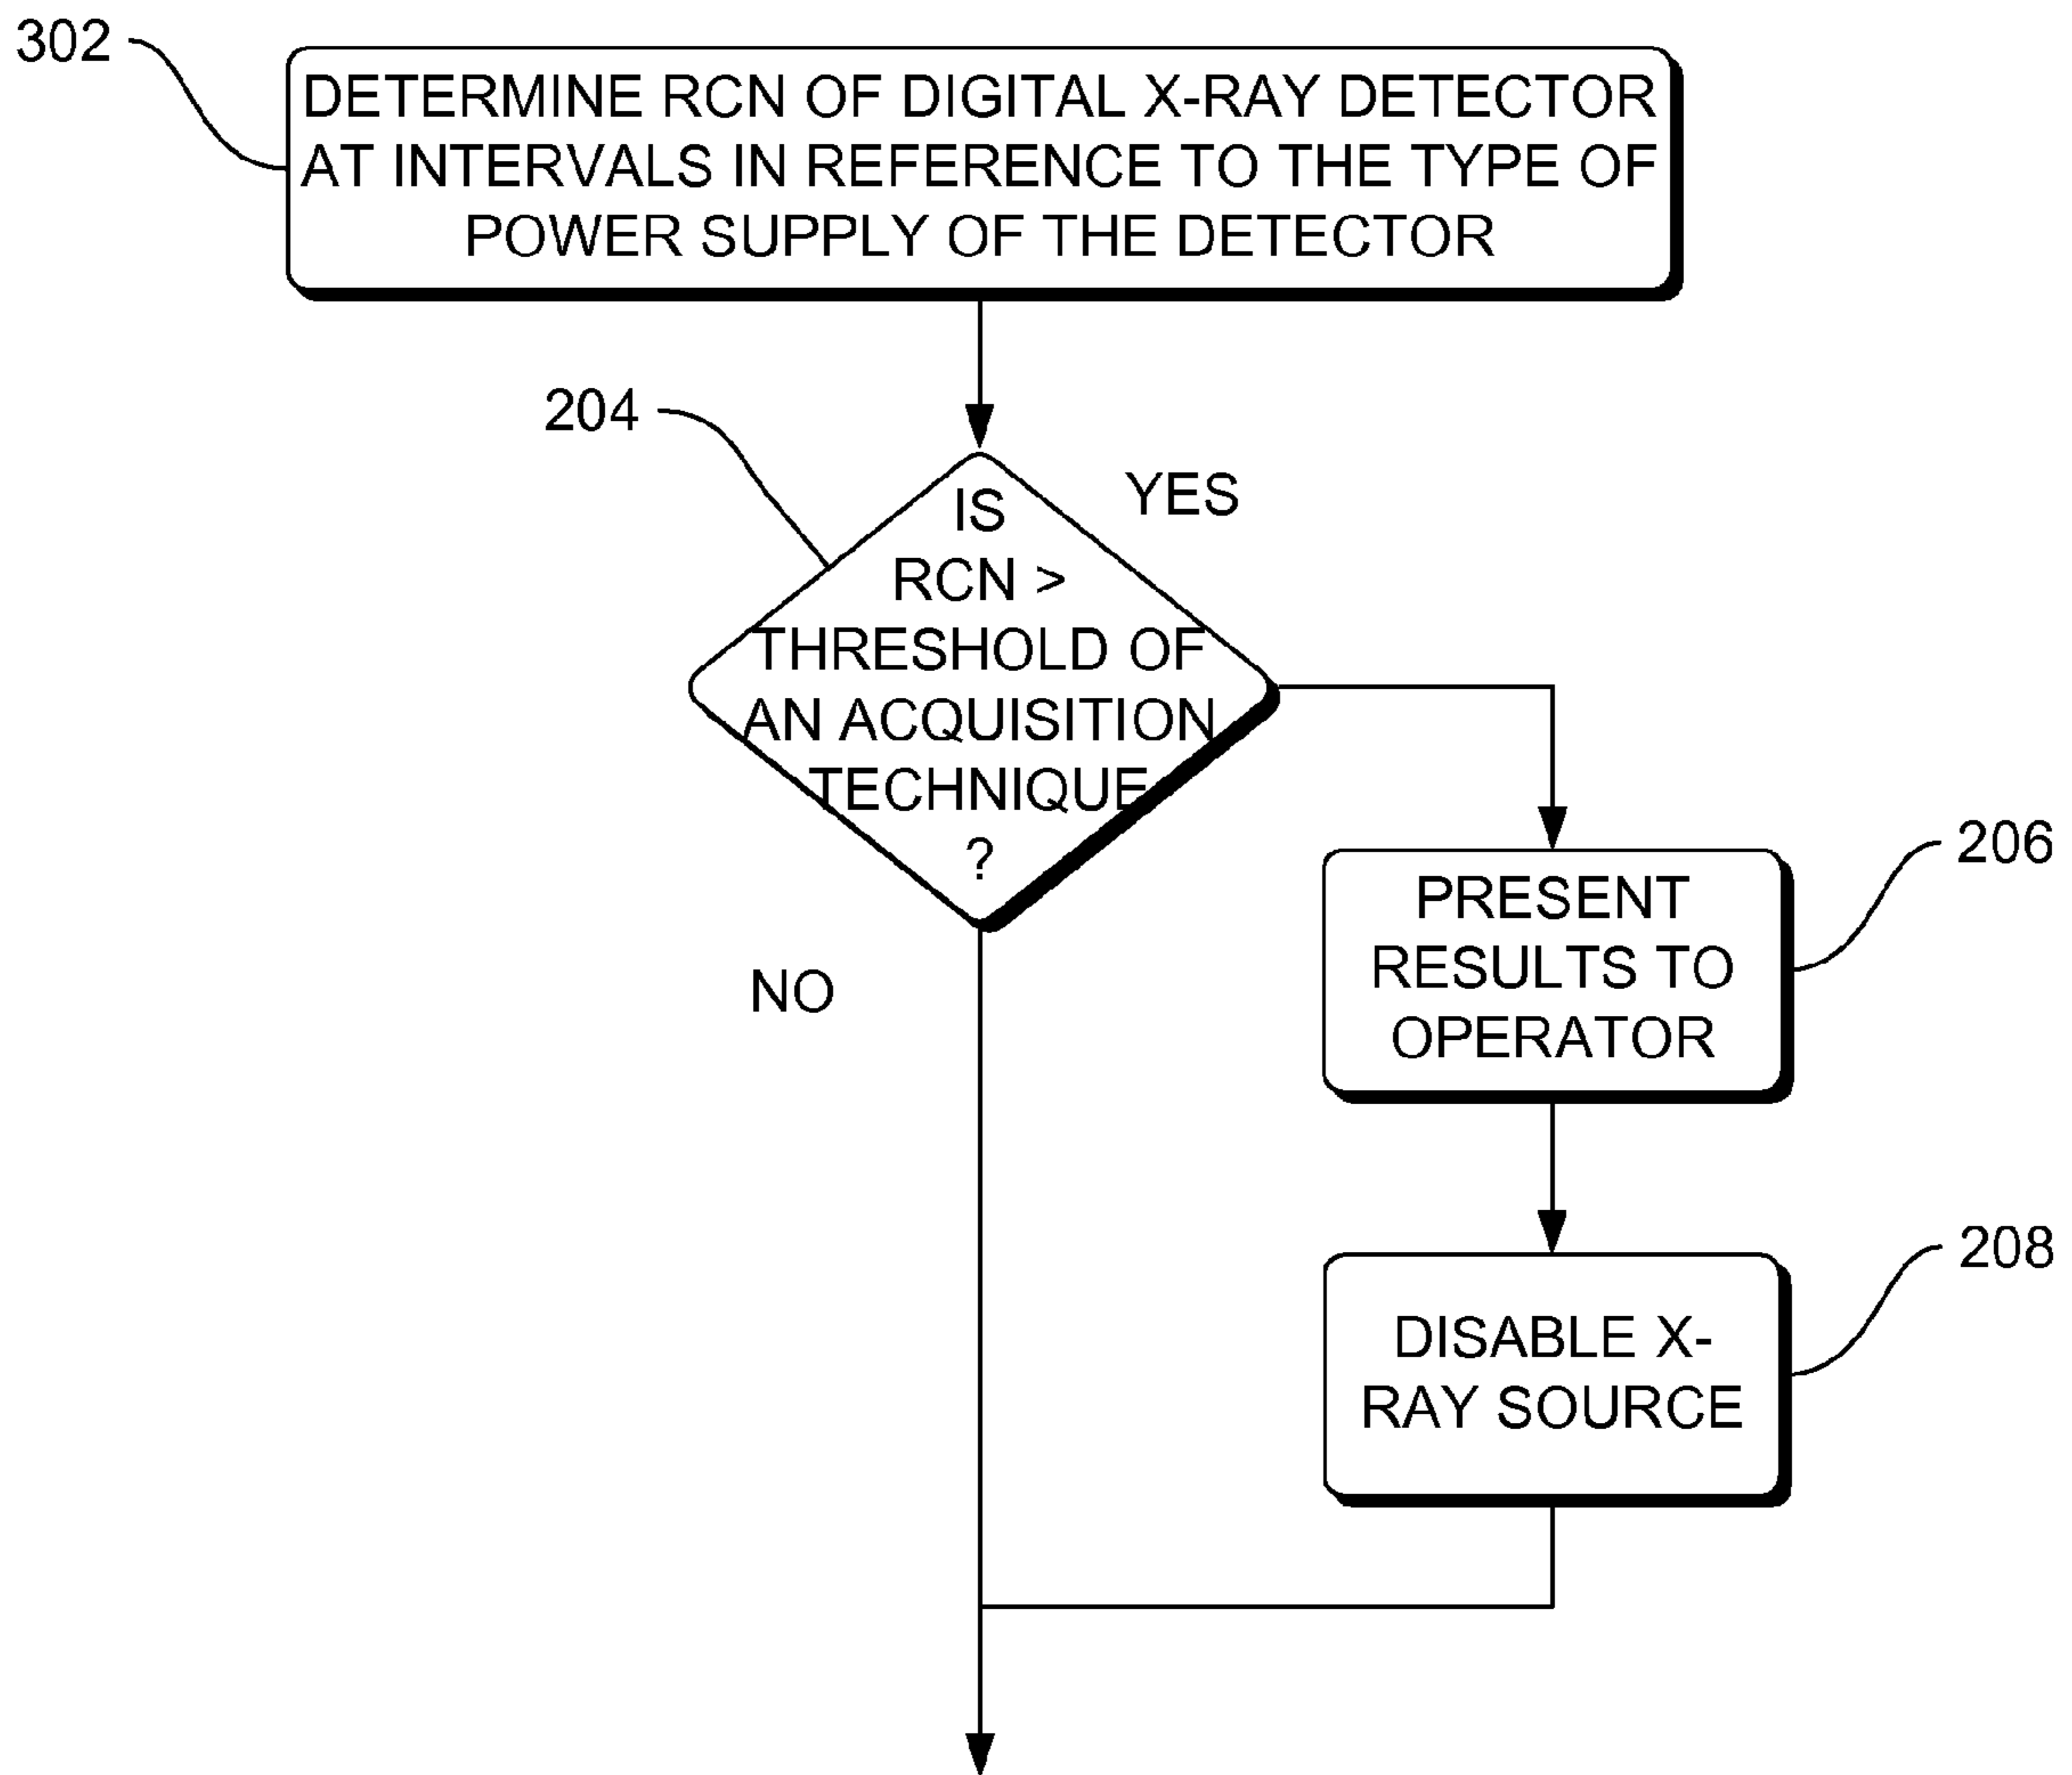 302
DETERMINE RCN OF DIGITAL X-RAY DETECTOR
AT INTERVALS IN REFERENCE TO THE TYPE OF
POWER SUPPLY OF THE DETECTOR
204
YES
IS
RCN >
THRESHOLD OF
AN ACQUISITION
TECHNIQUE
?
NO
206
PRESENT
RESULTS TO
OPERATOR
208
DISABLE X-
RAY SOURCE